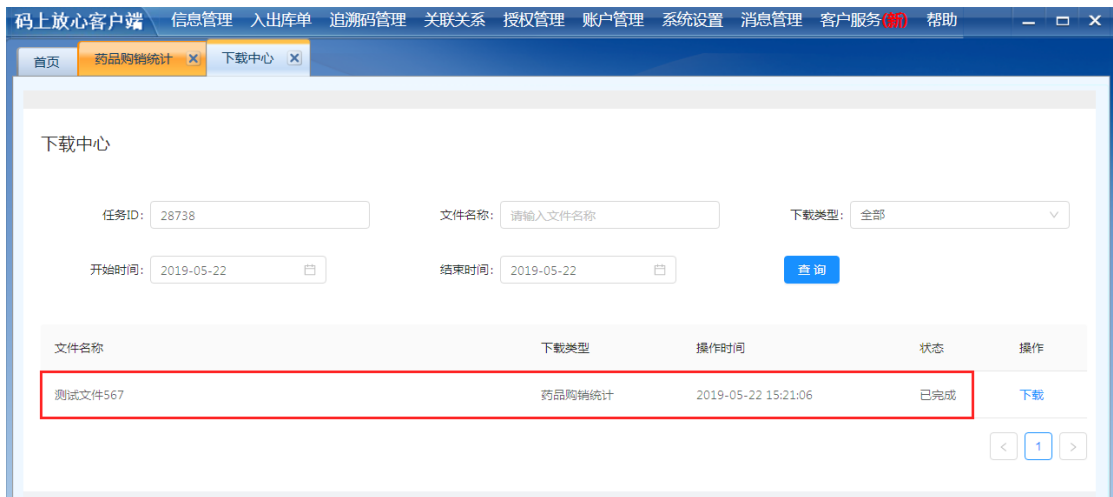 码上放心客户端 信息管理 入出库单 追溯码管理 关联关系 授权管理 账户管理 系统设置 消息管理 客户服务(新) 帮助
首页 药品购销统计 下载中心
下载中心
任务ID: 28738 文件名称: 请输入文件名称 下载类型: 全部
开始时间: 2019-05-22 结束时间: 2019-05-22 查 询
文件名称 下载类型 操作时间 状态 操作
测试文件567 药品购销统计 2019-05-22 15:21:06 已完成 下载
< 1 >